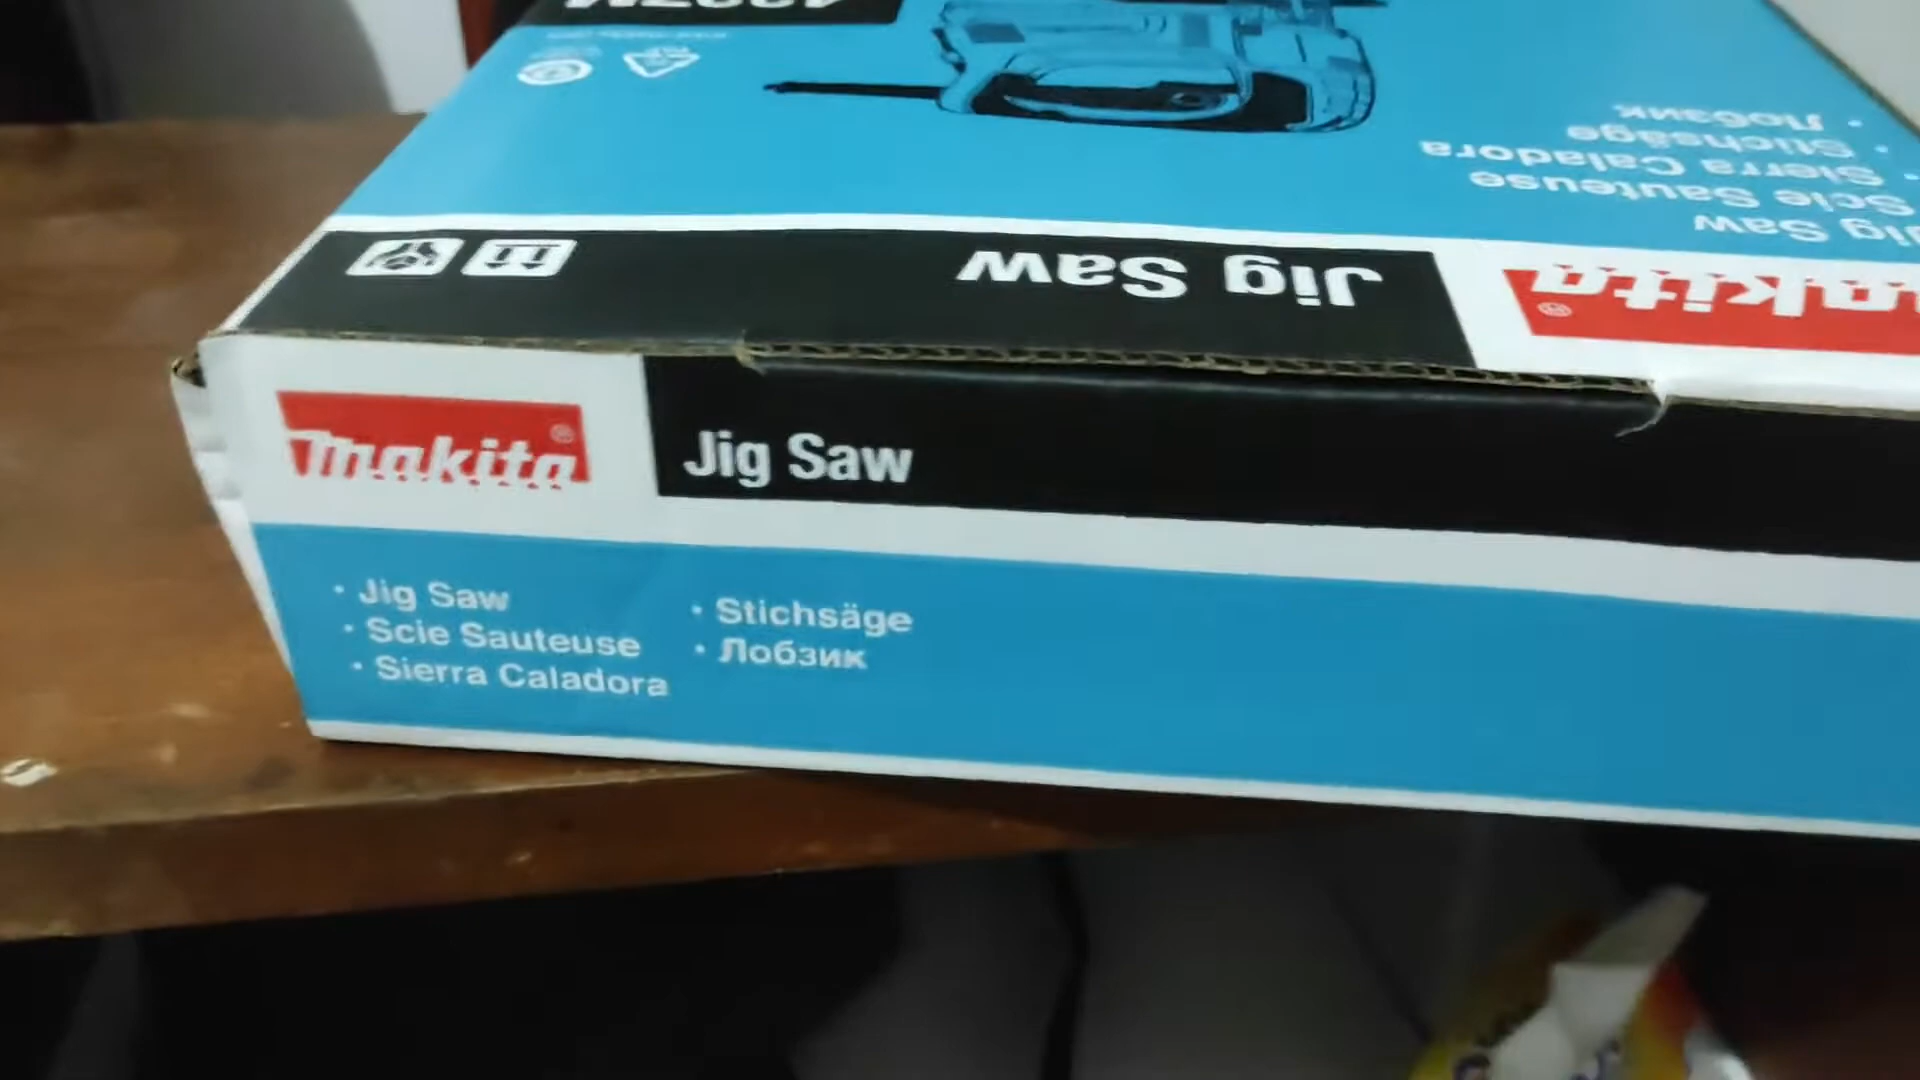 Jig Saw
Scie Sauteuse
Sierra Caladora
Stichsäge
Лобзик
makita
Jig Saw
makita
Jig Saw
• Jig Saw
• Scie Sauteuse
• Sierra Caladora
• Stichsäge
• Лобзик